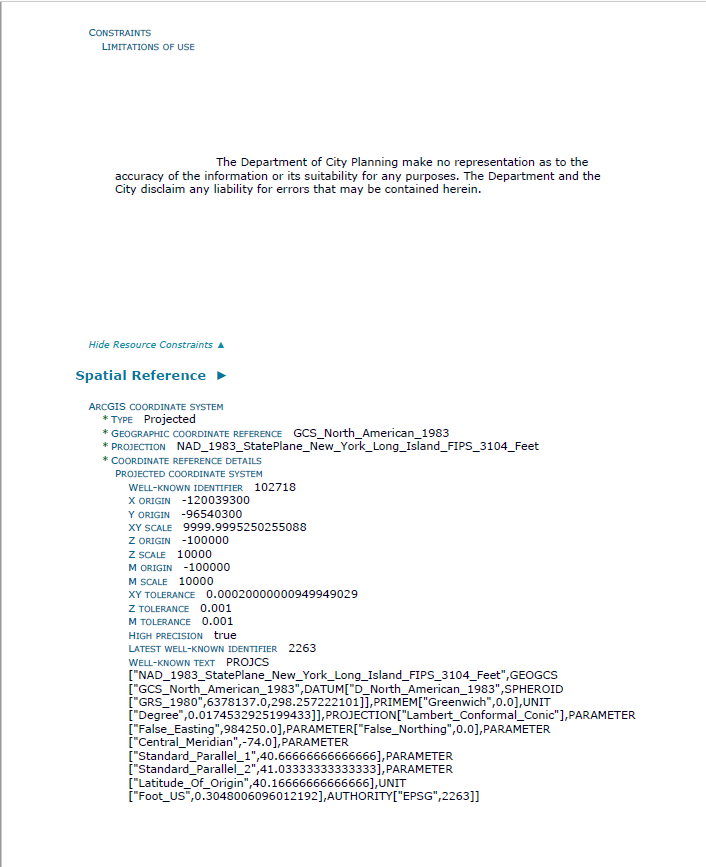 CONSTRAINTS
LIMITATIONS OF USE
The Department of City Planning make no representation as to the
accuracy of the information or its suitability for any purposes. The Department and the
City disclaim any liability for errors that may be contained herein.
Hide Resource Constraints ▲
Spatial Reference ►
ARCGIS COORDINATE SYSTEM
* TYPE Projected
* GEOGRAPHIC COORDINATE REFERENCE GCS_North_American_1983
* PROJECTION NAD_1983_StatePlane_New_York_Long_Island_FIPS_3104_Feet
* COORDINATE REFERENCE DETAILS
PROJECTED COORDINATE SYSTEM
WELL-KNOWN IDENTIFIER 102718
X ORIGIN -120039300
Y ORIGIN -96540300
XY SCALE 9999.9995250255088
Z ORIGIN -100000
Z SCALE 10000
M ORIGIN -100000
M SCALE 10000
XY TOLERANCE 0.00020000000949949029
Z TOLERANCE 0.001
M TOLERANCE 0.001
HIGH PRECISION true
LATEST WELL-KNOWN IDENTIFIER 2263
WELL-KNOWN TEXT PROJCS
["NAD_1983_StatePlane_New_York_Long_Island_FIPS_3104_Feet",GEOGCS
["GCS_North_American_1983",DATUM["D_North_American_1983",SPHEROID
["GRS_1980",6378137.0,298.257222101]],PRIMEM["Greenwich",0.0],UNIT
["Degree",0.0174532925199433]],PROJECTION["Lambert_Conformal_Conic"],PARAMETER
["False_Easting",984250.0],PARAMETER["False_Northing",0.0],PARAMETER
["Central_Meridian",-74.0],PARAMETER
["Standard_Parallel_1",40.66666666666666],PARAMETER
["Standard_Parallel_2",41.03333333333333],PARAMETER
["Latitude_Of_Origin",40.16666666666666],UNIT
["Foot_US",0.3048006096012192],AUTHORITY["EPSG",2263]]